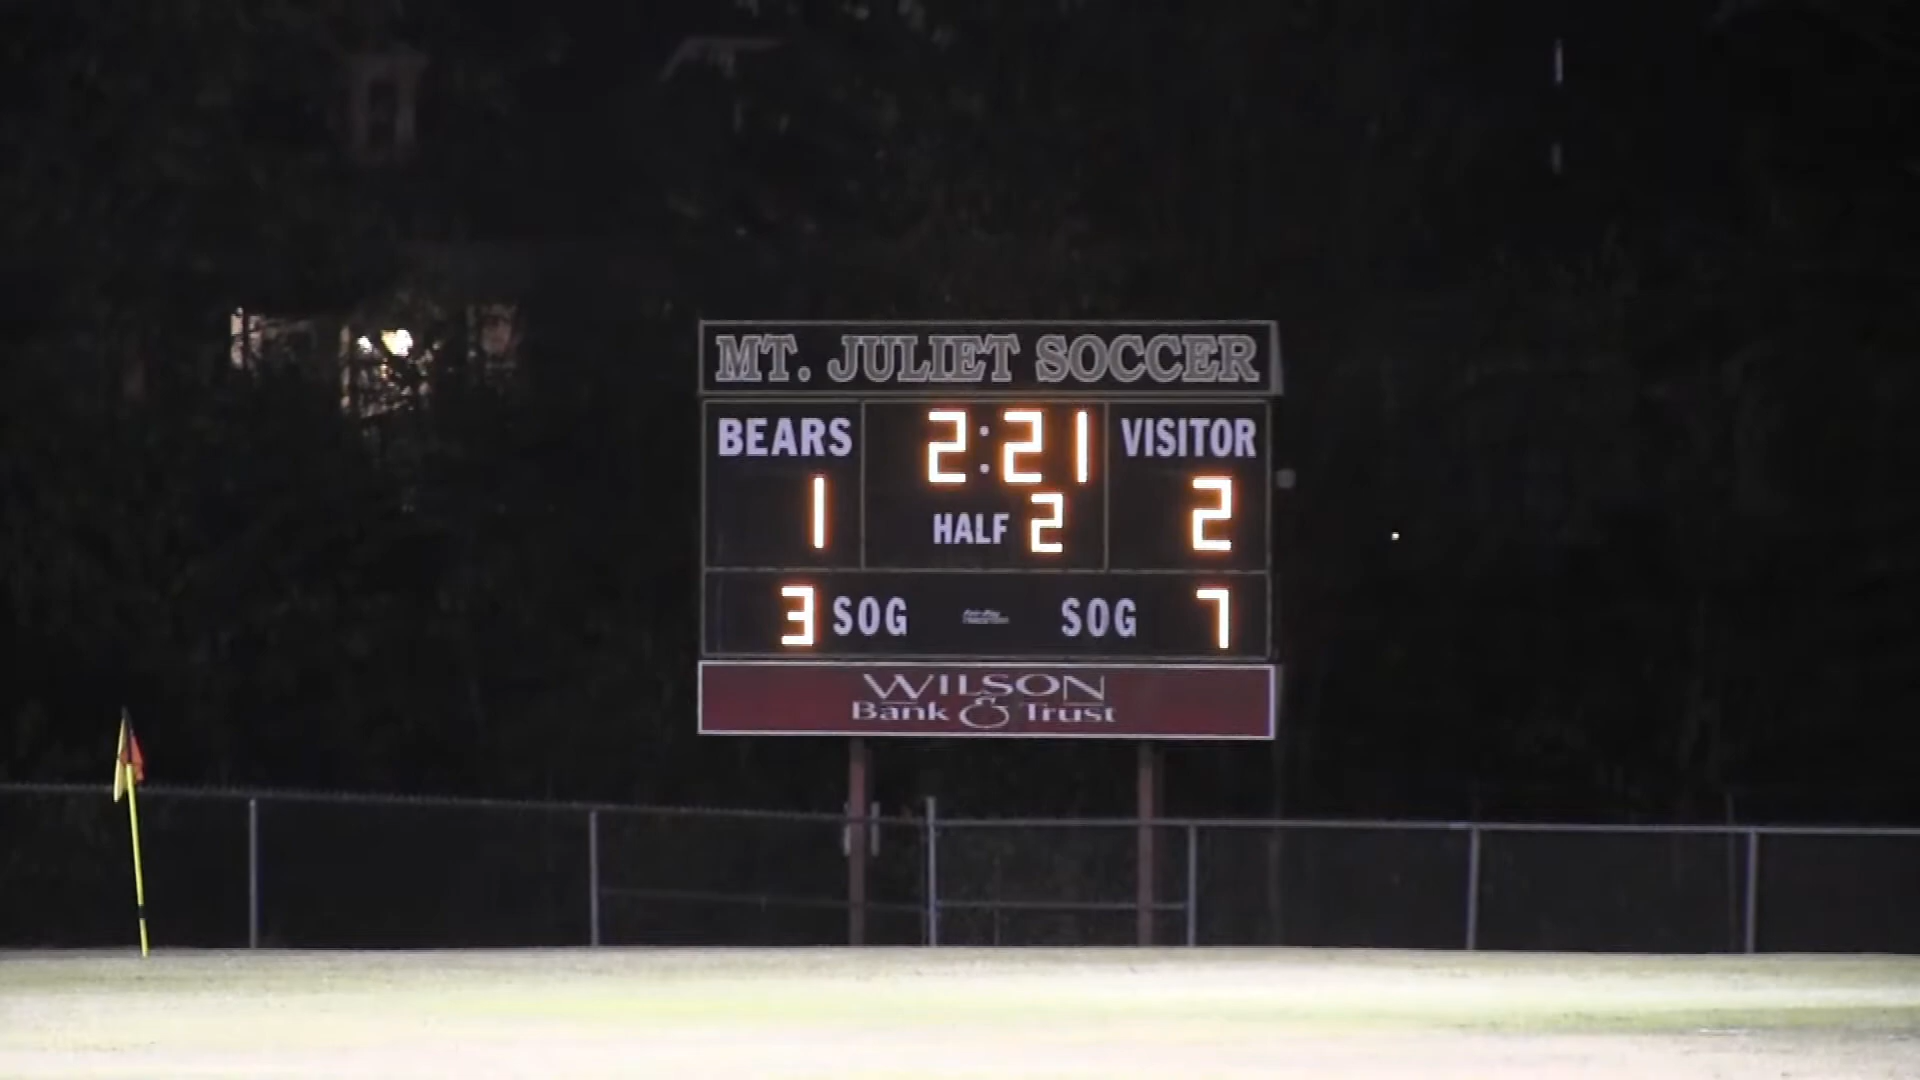 MT. JULIET SOCCER
BEARS 2:21 VISITOR
1 HALF 2 2
3 SOG SOG 7
WILSON
Bank & Trust